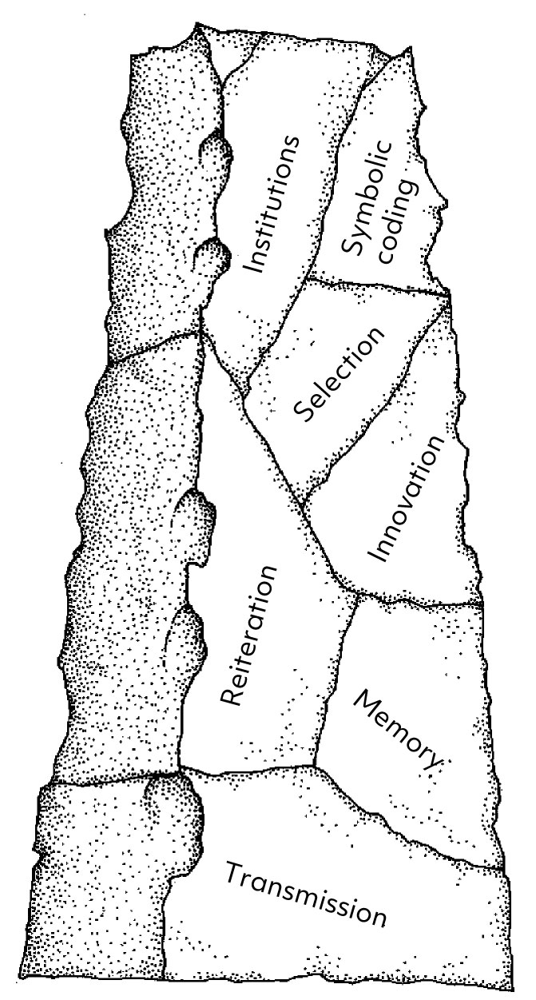 Institutions
Symbolic
coding
Selection
Innovation
Reiteration
Memory
Transmission